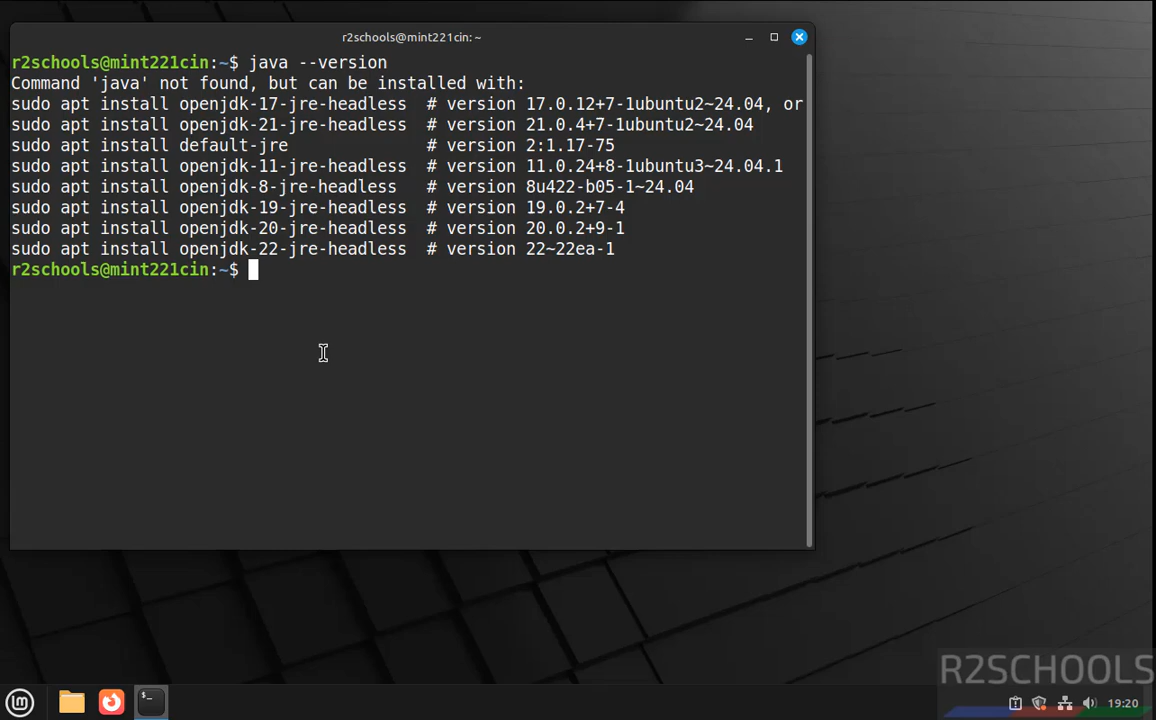 r2schools@mint221cin: ~
r2schools@mint221cin:~$ java --version
Command 'java' not found, but can be installed with:
sudo apt install openjdk-17-jre-headless  # version 17.0.12+7-1ubuntu2~24.04, or
sudo apt install openjdk-21-jre-headless  # version 21.0.4+7-1ubuntu2~24.04
sudo apt install default-jre              # version 2:1.17-75
sudo apt install openjdk-11-jre-headless  # version 11.0.24+8-1ubuntu3~24.04.1
sudo apt install openjdk-8-jre-headless   # version 8u422-b05-1~24.04
sudo apt install openjdk-19-jre-headless  # version 19.0.2+7-4
sudo apt install openjdk-20-jre-headless  # version 20.0.2+9-1
sudo apt install openjdk-22-jre-headless  # version 22~22ea-1
r2schools@mint221cin:~$
R2SCHOOLS
19:20